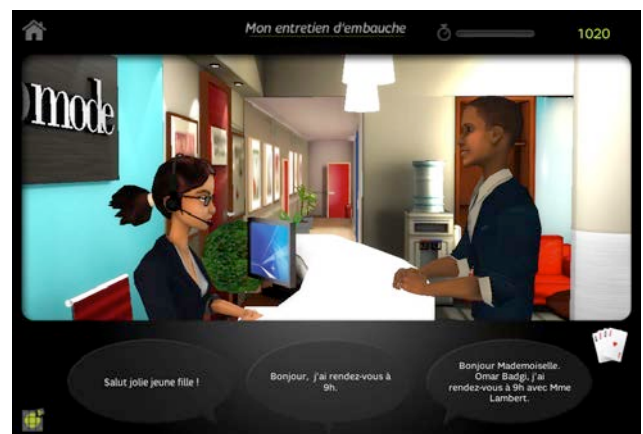 Mon entretien d'embauche
1020
mode
Salut jolie jeune fille !
Bonjour, j'ai rendez-vous à
9h.
Bonjour Mademoiselle.
Omar Badgi, j'ai
rendez-vous à 9h avec Mme
Lambert.